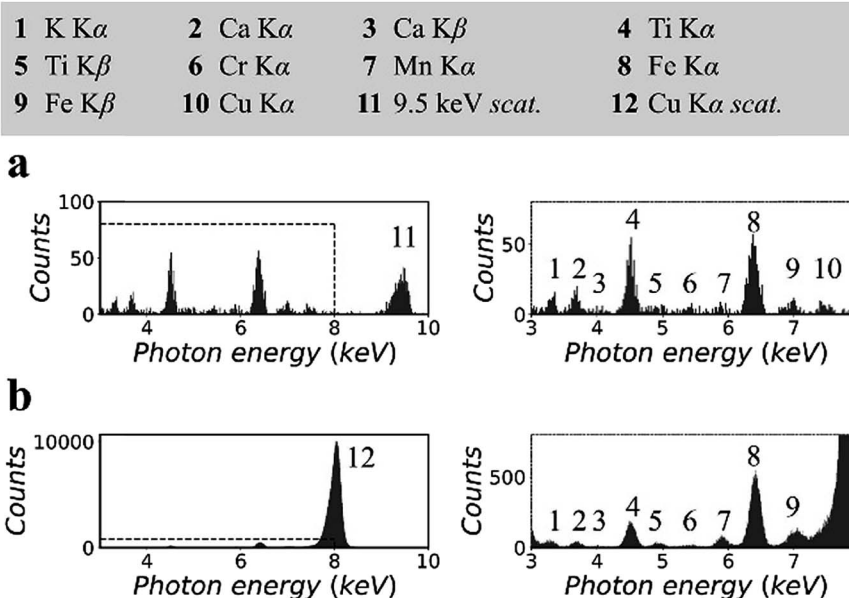 1 K Kα 2 Ca Kα 3 Ca Kβ 4 Ti Kα
5 Ti Kβ 6 Cr Kα 7 Mn Kα 8 Fe Kα
9 Fe Kβ 10 Cu Kα 11 9.5 keV scat. 12 Cu Kα scat.
a
Counts
100
50
0
11
4 6 8 10
Photon energy (keV)
Counts
50
0
1 2 3 4 5 6 7 8 9 10
3 4 5 6 7
Photon energy (keV)
b
Counts
10000
0
12
4 6 8 10
Photon energy (keV)
Counts
500
0
1 2 3 4 5 6 7 8 9
3 4 5 6 7
Photon energy (keV)